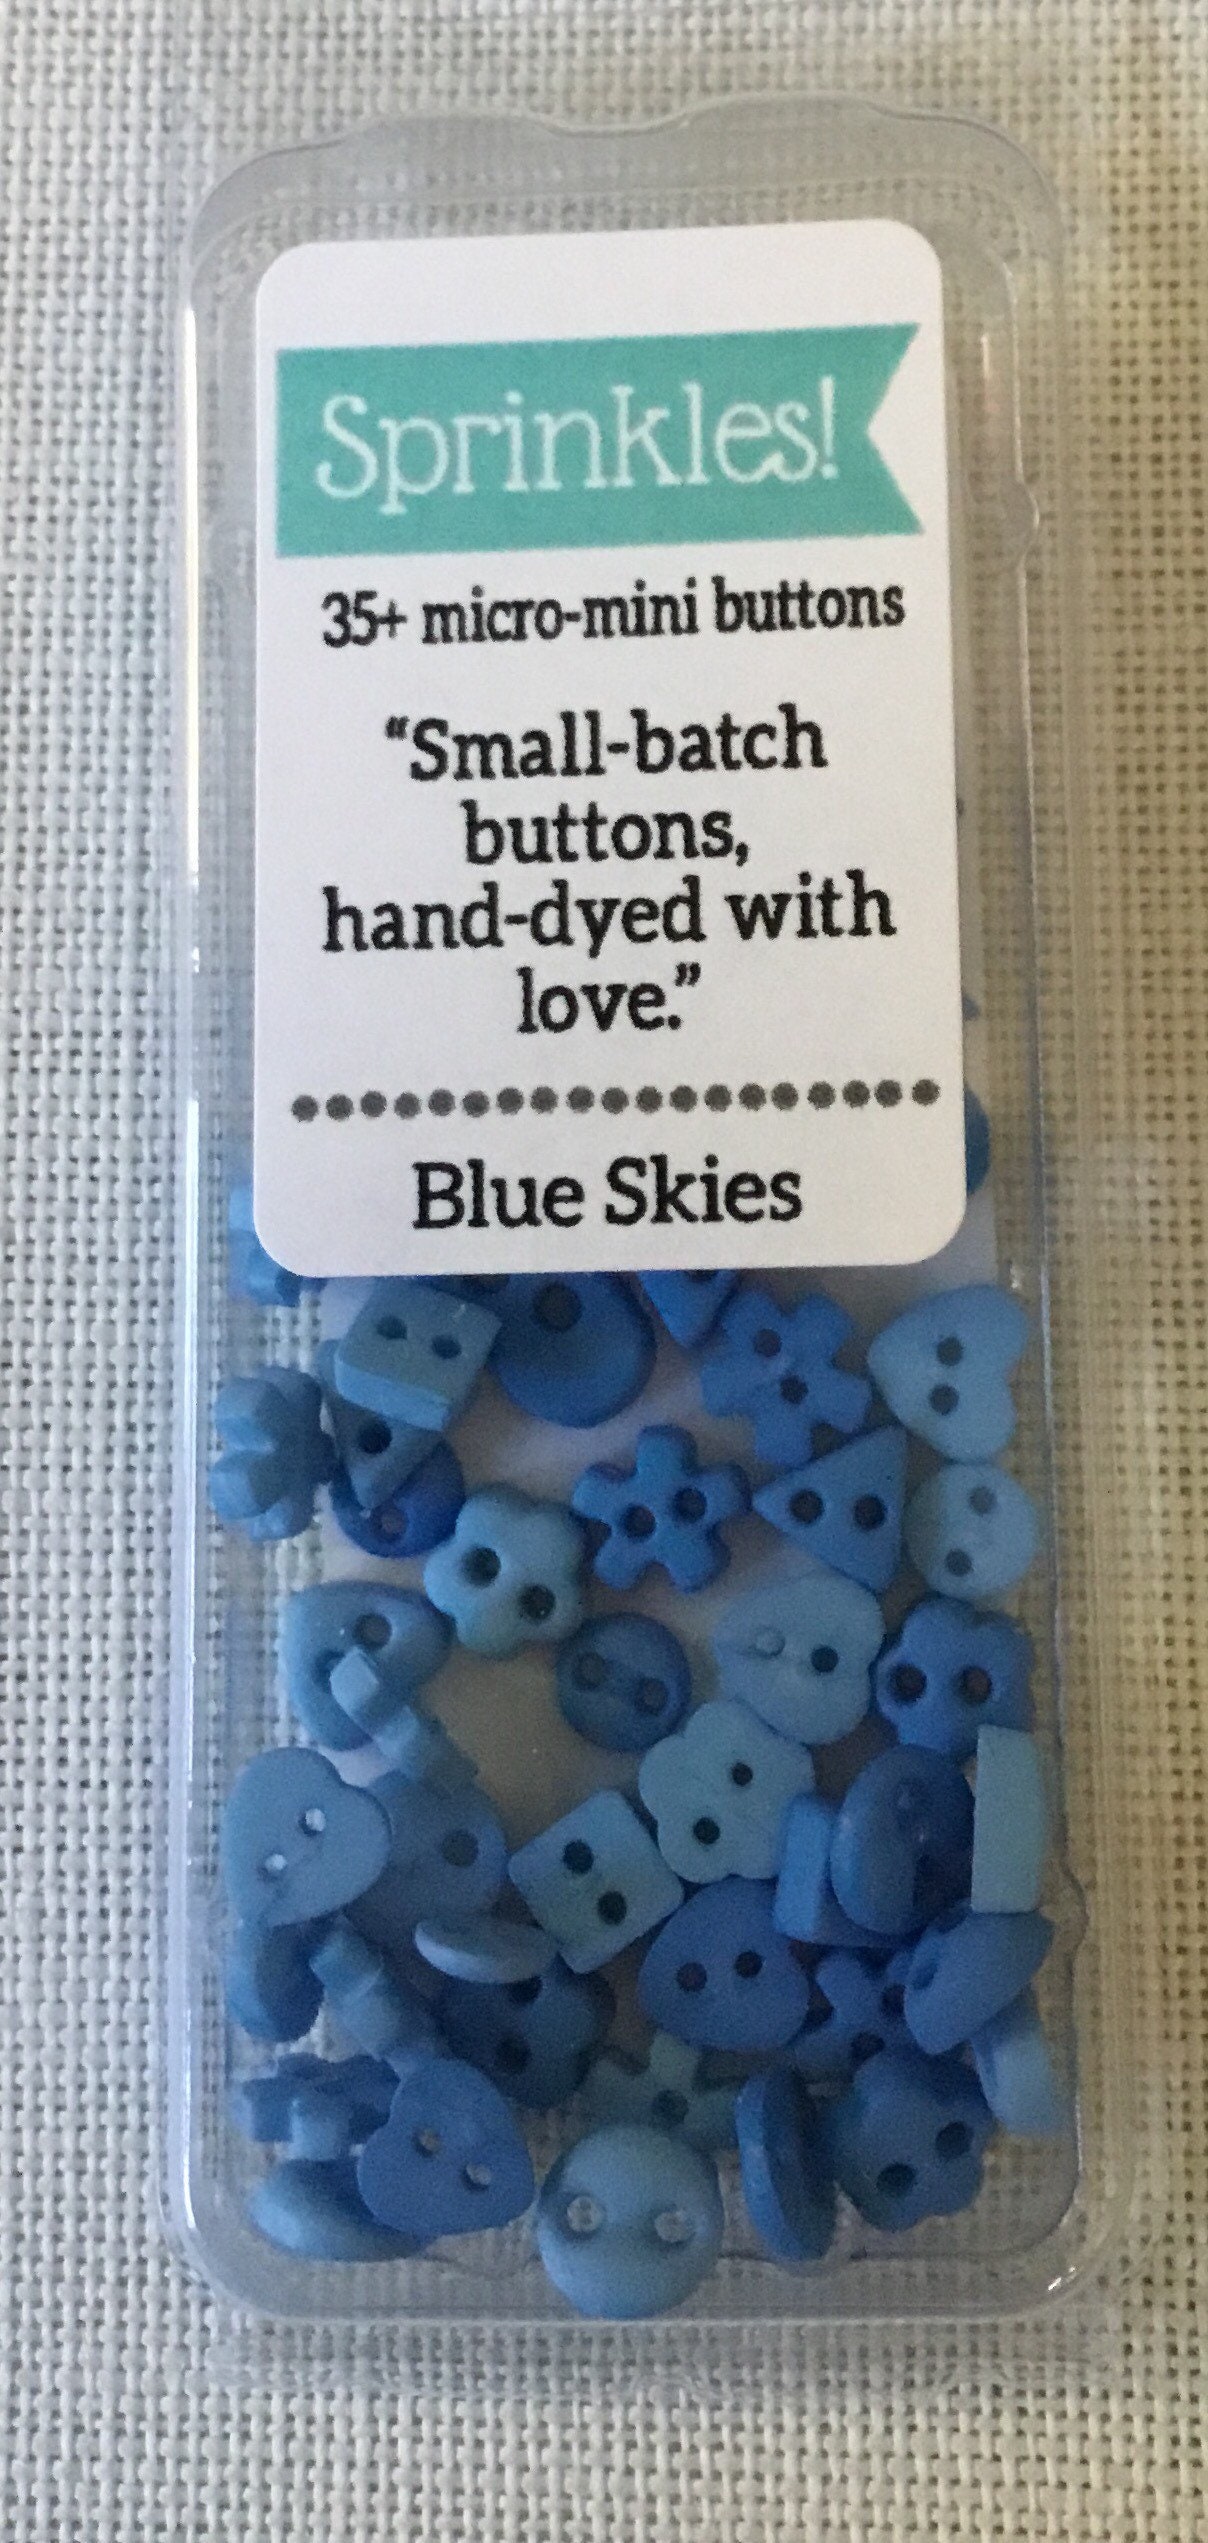 Sprinkles!
35+ micro-mini buttons
“Small-batch
buttons,
hand-dyed with
love.”
Blue Skies